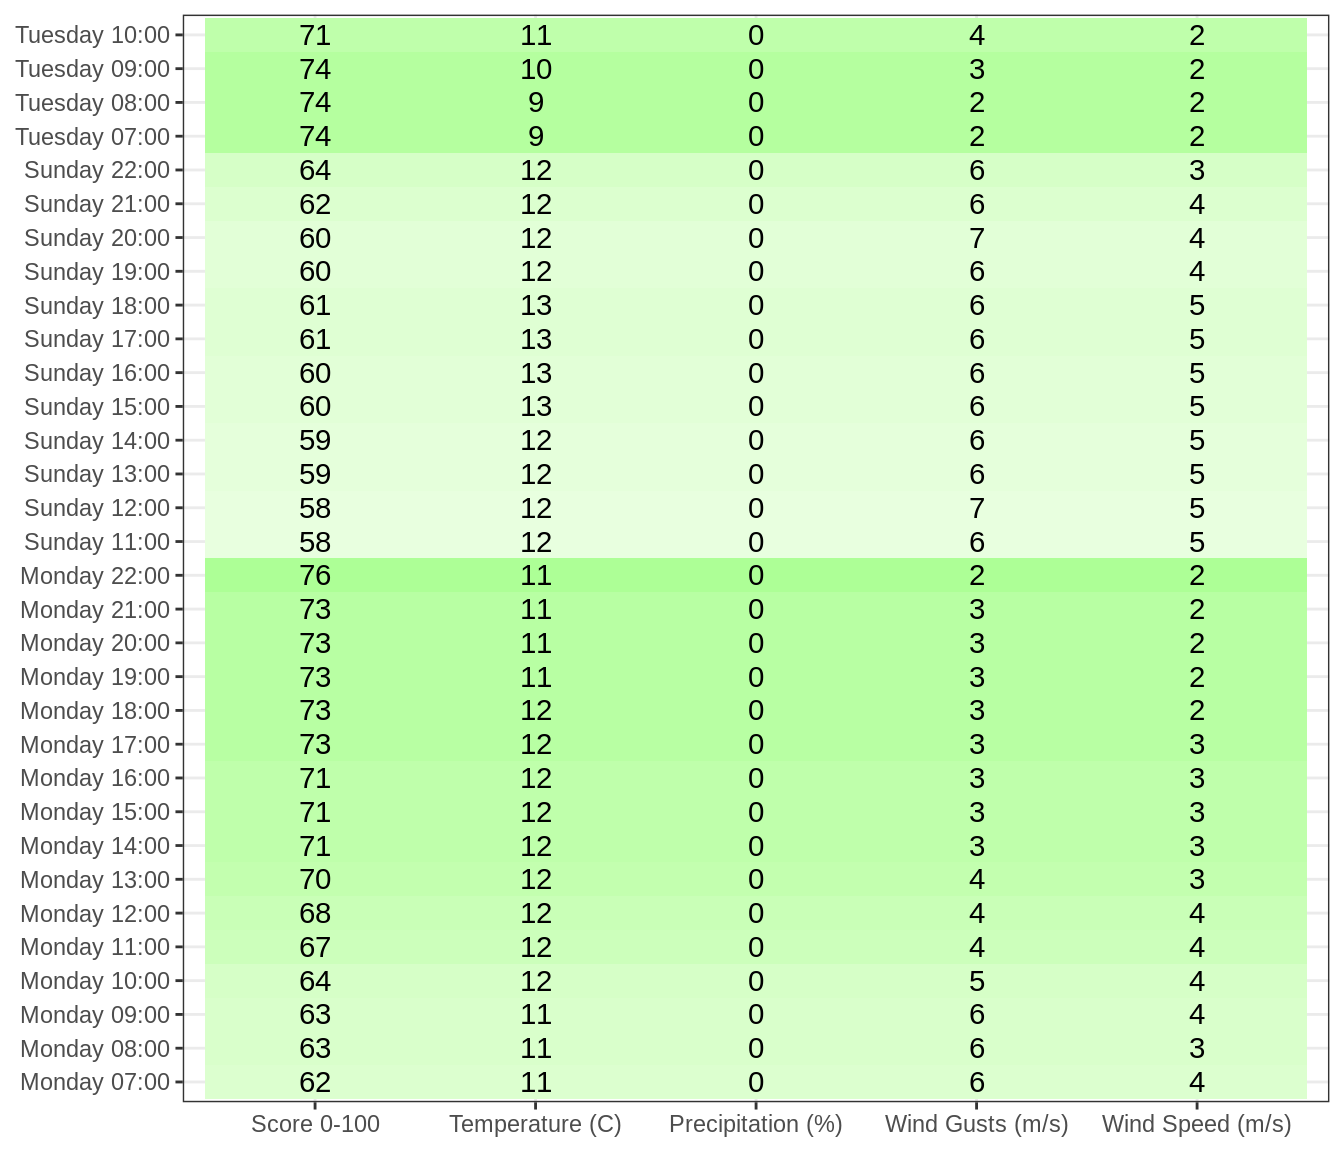 Tuesday 10:00 71 11 0 4 2
Tuesday 09:00 74 10 0 3 2
Tuesday 08:00 74 9 0 2 2
Tuesday 07:00 74 9 0 2 2
Sunday 22:00 64 12 0 6 3
Sunday 21:00 62 12 0 6 4
Sunday 20:00 60 12 0 7 4
Sunday 19:00 60 12 0 6 4
Sunday 18:00 61 13 0 6 5
Sunday 17:00 61 13 0 6 5
Sunday 16:00 60 13 0 6 5
Sunday 15:00 60 13 0 6 5
Sunday 14:00 59 12 0 6 5
Sunday 13:00 59 12 0 6 5
Sunday 12:00 58 12 0 7 5
Sunday 11:00 58 12 0 6 5
Monday 22:00 76 11 0 2 2
Monday 21:00 73 11 0 3 2
Monday 20:00 73 11 0 3 2
Monday 19:00 73 11 0 3 2
Monday 18:00 73 12 0 3 2
Monday 17:00 73 12 0 3 3
Monday 16:00 71 12 0 3 3
Monday 15:00 71 12 0 3 3
Monday 14:00 71 12 0 3 3
Monday 13:00 70 12 0 4 3
Monday 12:00 68 12 0 4 4
Monday 11:00 67 12 0 4 4
Monday 10:00 64 12 0 5 4
Monday 09:00 63 11 0 6 4
Monday 08:00 63 11 0 6 3
Monday 07:00 62 11 0 6 4
Score 0-100 Temperature (C) Precipitation (%) Wind Gusts (m/s) Wind Speed (m/s)